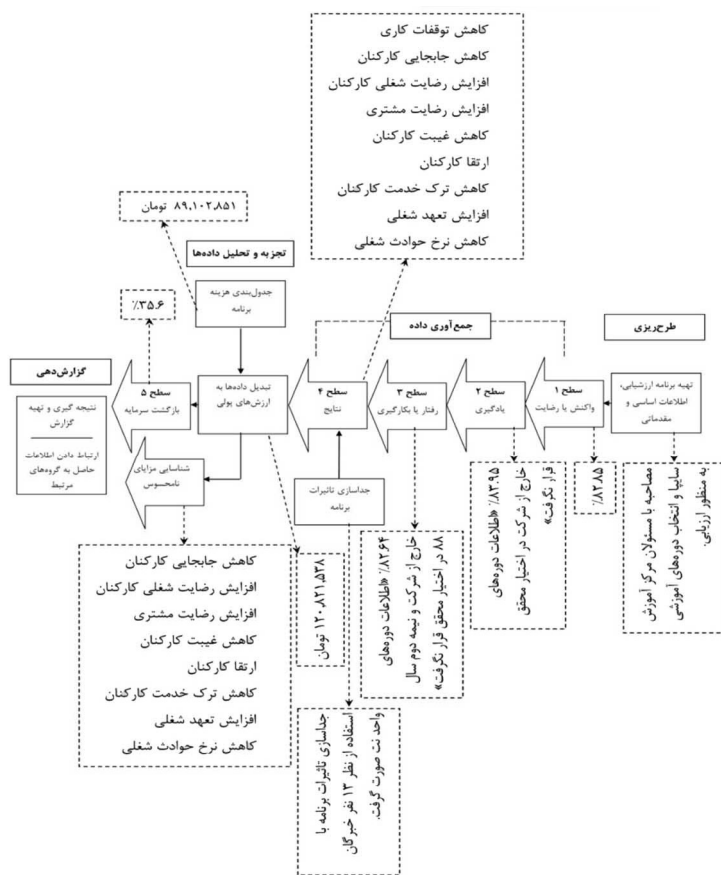 کاهش توقفات کاری
کاهش جابجایی کارکنان
افزایش رضایت شغلی کارکنان
افزایش رضایت مشتری
کاهش غیبت کارکنان
ارتقا کارکنان
کاهش ترک خدمت کارکنان
افزایش تعهد شغلی
کاهش نرخ حوادث شغلی
۸۹،۱۰۲،۸۵۱ تومان
تجزیه و تحلیل داده‌ها
جدول‌بندی هزینه
برنامه
٪۳۵.۶
طرح‌ریزی
جمع‌آوری داده
گزارش‌دهی
تهیه برنامه ارزشیابی،
اطلاعات اساسی و
مقدماتی
سطح ۱
واکنش یا رضایت
سطح ۲
یادگیری
سطح ۳
رفتار یا بکارگیری
سطح ۴
نتایج
تبدیل داده‌ها به
ارزش‌های پولی
سطح ۵
بازگشت سرمایه
نتیجه گیری و تهیه
گزارش
ارتباط دادن اطلاعات
حاصل به گروه‌های
مرتبط
شناسایی مزایای
نامحسوس
جداسازی تاثیرات
برنامه
مصاحبه با مسئولان مرکز آموزش
سایپا و انتخاب دوره‌های آموزشی
به منظور ارزیابی.
٪۸۲.۸۵
٪۸۳.۹۵ «اطلاعات دوره‌های
خارج از شرکت در اختیار محقق
قرار نگرفت»
٪۸۲.۶۴ «اطلاعات دوره‌های
خارج از شرکت و نیمه دوم سال
۸۸ در اختیار محقق قرار نگرفت»
۱۲۰،۸۲۱،۵۳۸ تومان
جداسازی تاثیرات برنامه با
استفاده از نظر ۱۳ نفر خبرگان
واحد نت صورت گرفت.
کاهش جابجایی کارکنان
افزایش رضایت شغلی کارکنان
افزایش رضایت مشتری
کاهش غیبت کارکنان
ارتقا کارکنان
کاهش ترک خدمت کارکنان
افزایش تعهد شغلی
کاهش نرخ حوادث شغلی